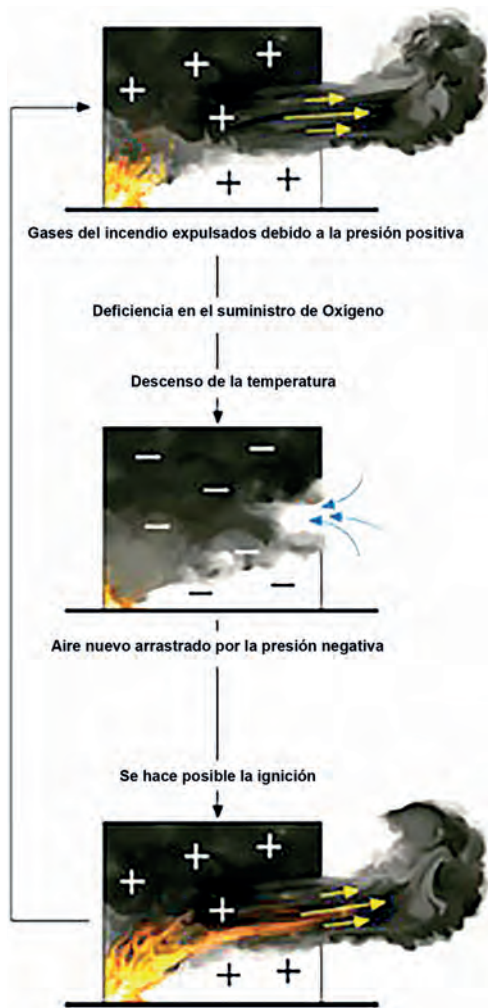 Gases del incendio expulsados debido a la presión positiva
Deficiencia en el suministro de Oxígeno
Descenso de la temperatura
Aire nuevo arrastrado por la presión negativa
Se hace posible la ignición